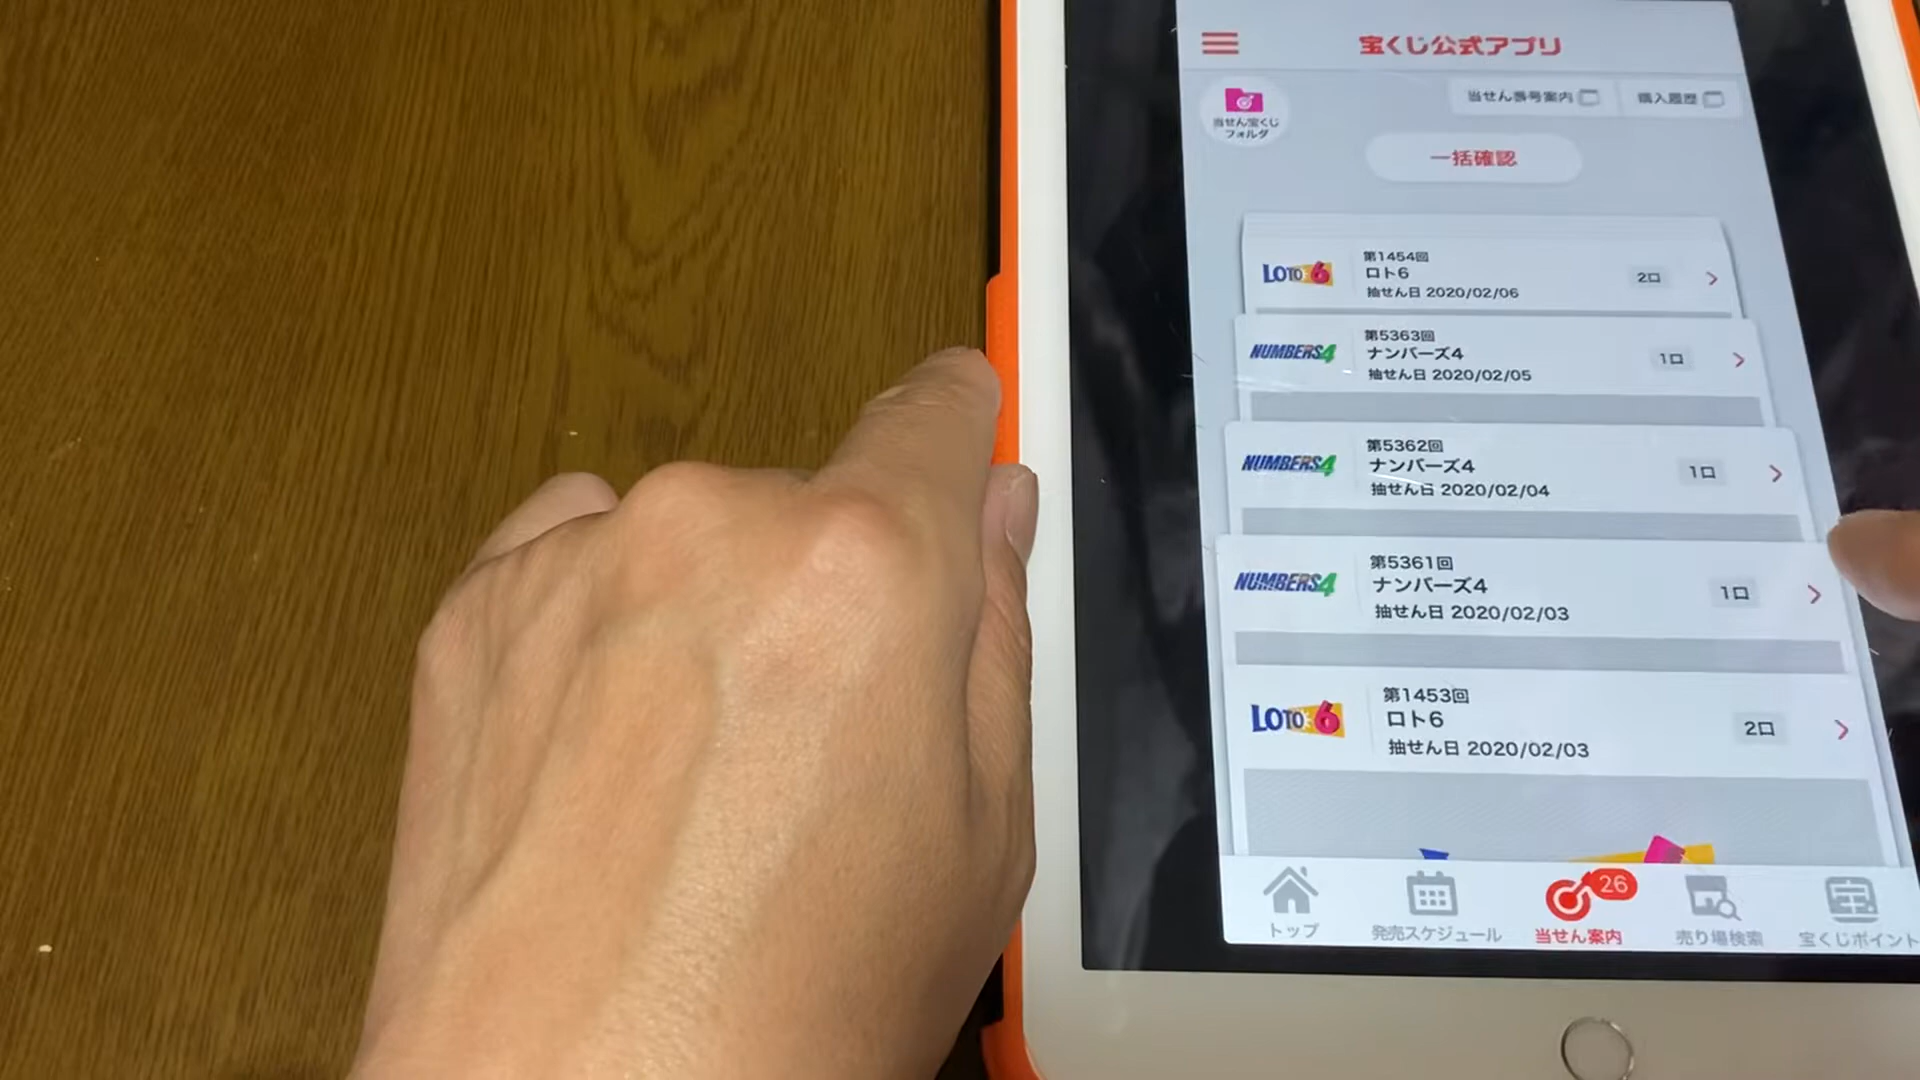 宝くじ公式アプリ
当せん宝くじ
フォルダ
当せん番号案内
購入履歴
一括確認
LOTO 6
第1454回
ロト6
抽せん日 2020/02/06
2口
NUMBERS4
第5363回
ナンバーズ4
抽せん日 2020/02/05
1口
NUMBERS4
第5362回
ナンバーズ4
抽せん日 2020/02/04
1口
NUMBERS4
第5361回
ナンバーズ4
抽せん日 2020/02/03
1口
LOTO 6
第1453回
ロト6
抽せん日 2020/02/03
2口
26
トップ
発売スケジュール
当せん案内
売り場検索
宝くじポイント